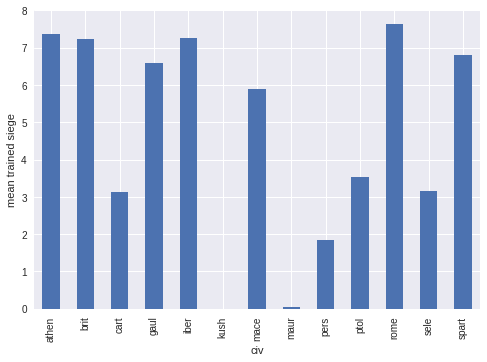 8
7
6
5
4
3
2
1
0
mean trained siege
athen
brit
cart
gaul
iber
kush
mace
maur
pers
ptol
rome
sele
spart
civ